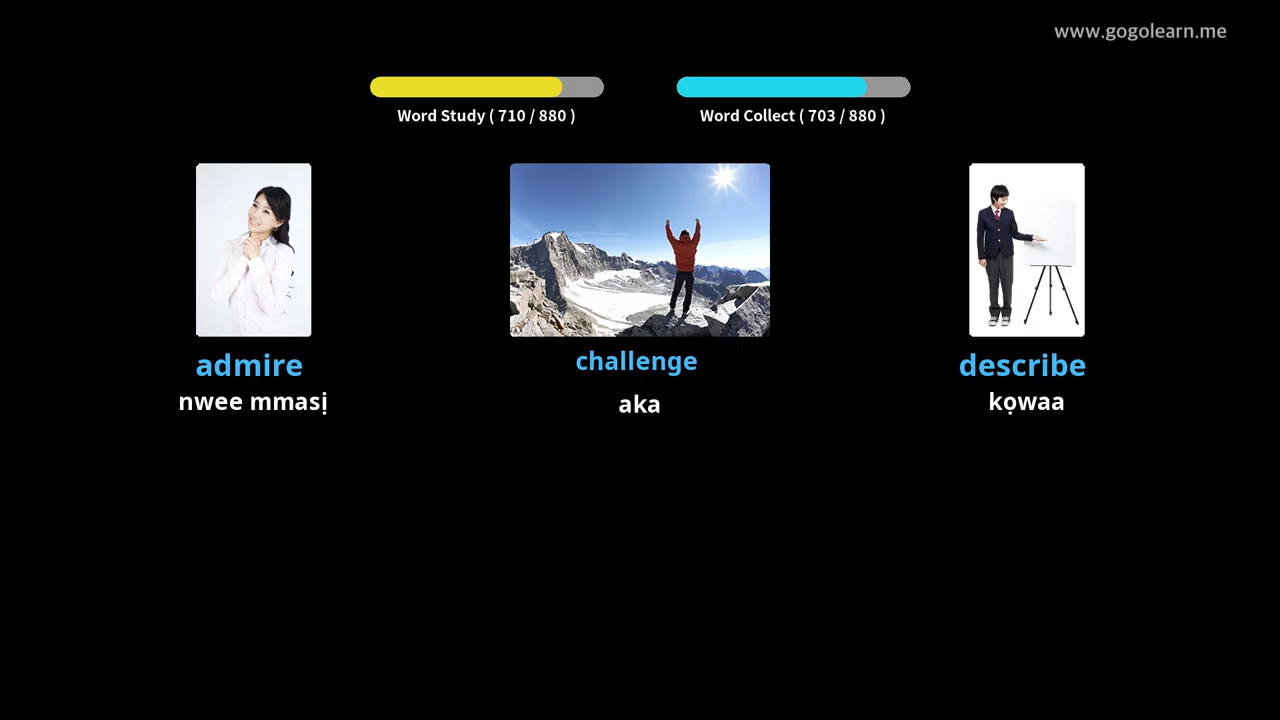 www.gogolearn.me
Word Study ( 710 / 880 )
Word Collect ( 703 / 880 )
admire
nwee mmasị
challenge
aka
describe
kọwaa